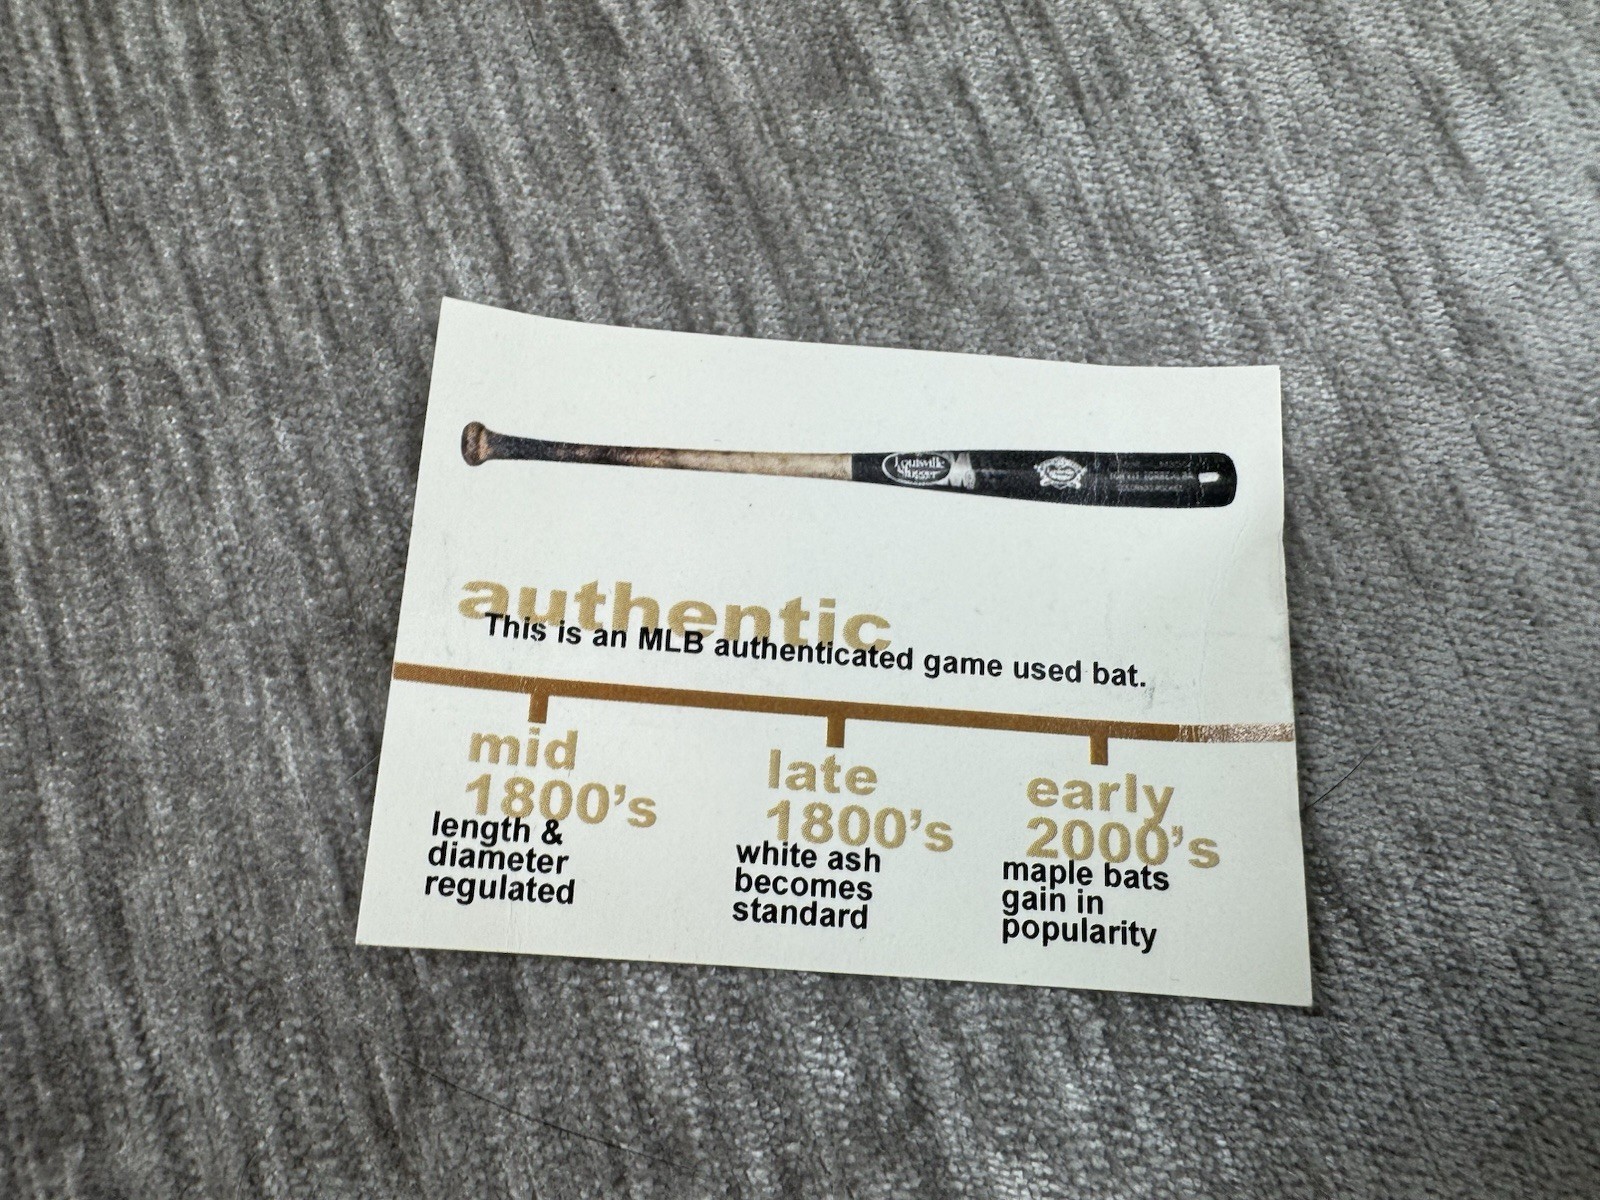 Louisville
Slugger
authentic
This is an MLB authenticated game used bat.
mid
1800's
length &
diameter
regulated
late
1800's
white ash
becomes
standard
early
2000's
maple bats
gain in
popularity